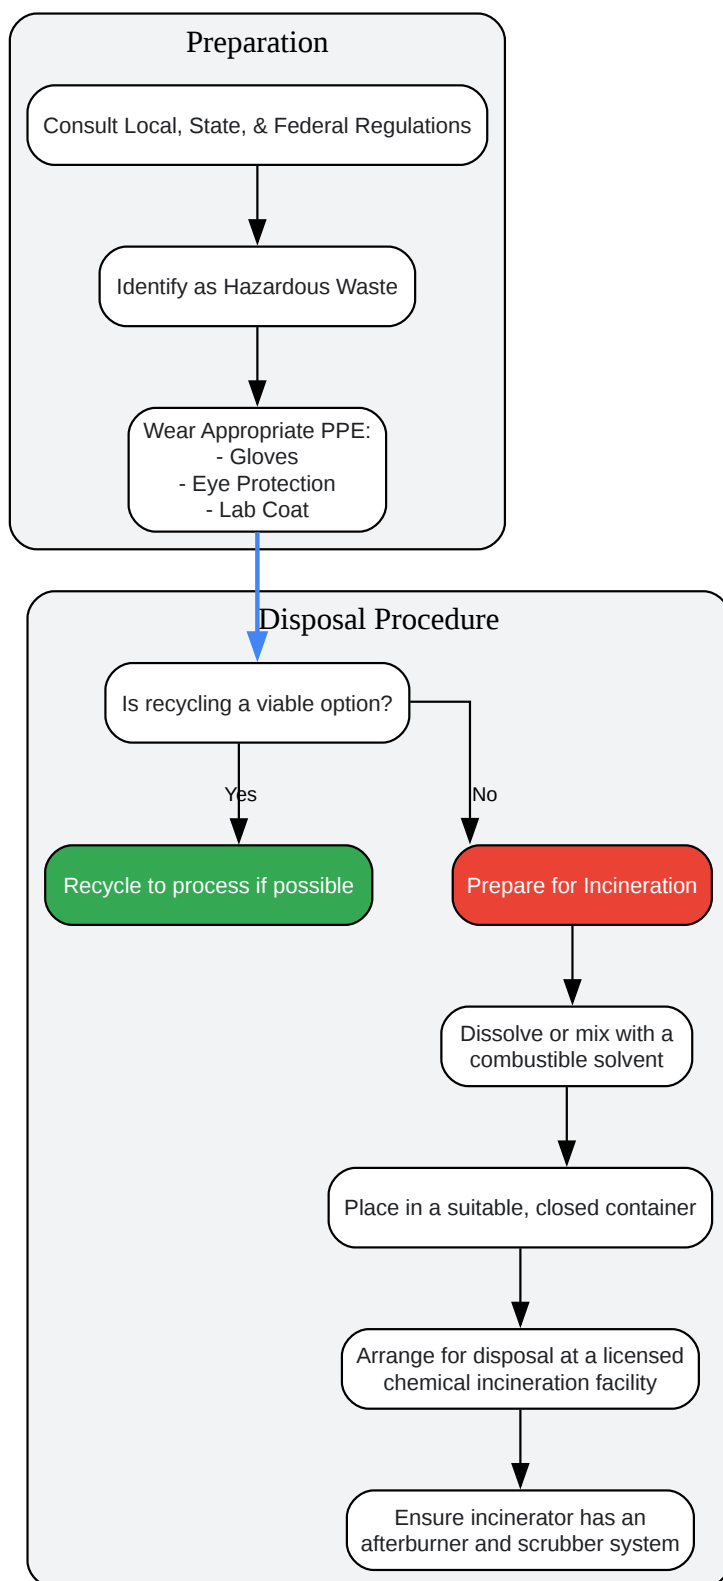 Preparation
Consult Local, State, & Federal Regulations
Identify as Hazardous Waste
Wear Appropriate PPE:
- Gloves
- Eye Protection
- Lab Coat
Disposal Procedure
Is recycling a viable option?
Yes
No
Recycle to process if possible
Prepare for Incineration
Dissolve or mix with a
combustible solvent
Place in a suitable, closed container
Arrange for disposal at a licensed
chemical incineration facility
Ensure incinerator has an
afterburner and scrubber system